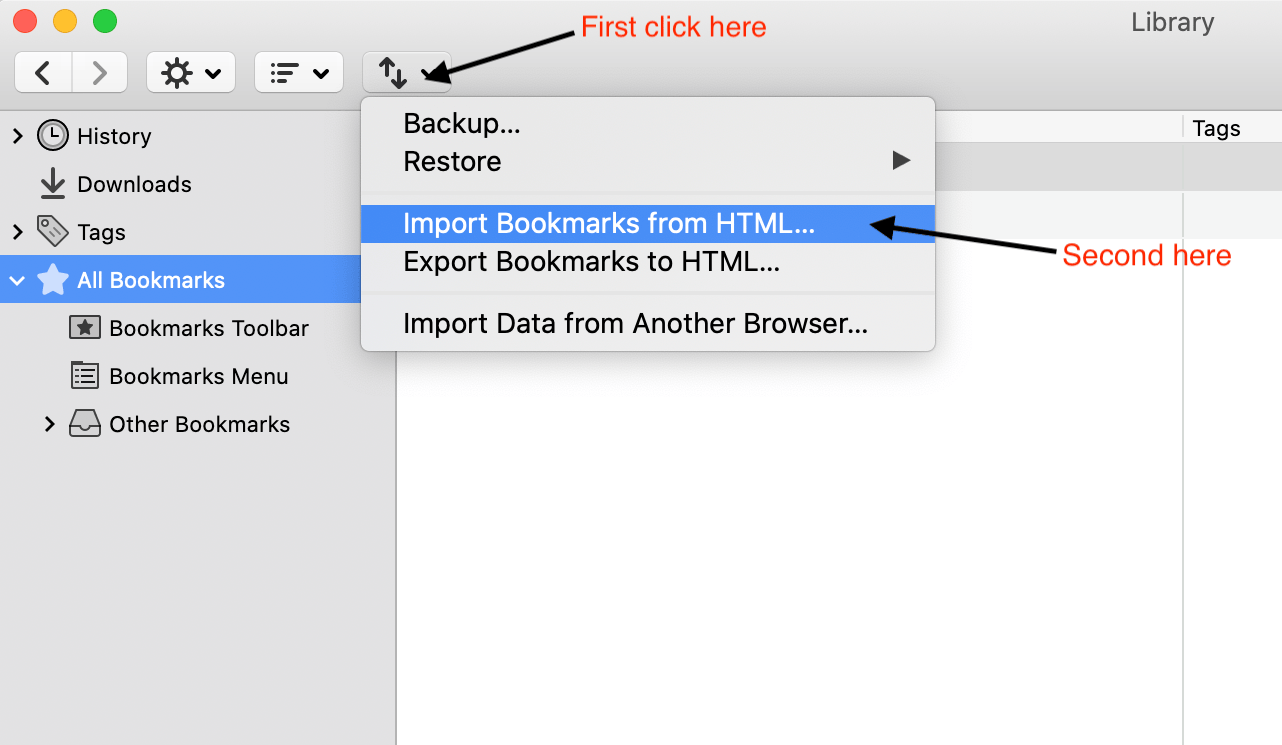 First click here
Library
Backup...
Restore
Tags
Import Bookmarks from HTML...
Second here
Export Bookmarks to HTML...
Import Data from Another Browser...
History
Downloads
Tags
All Bookmarks
Bookmarks Toolbar
Bookmarks Menu
Other Bookmarks